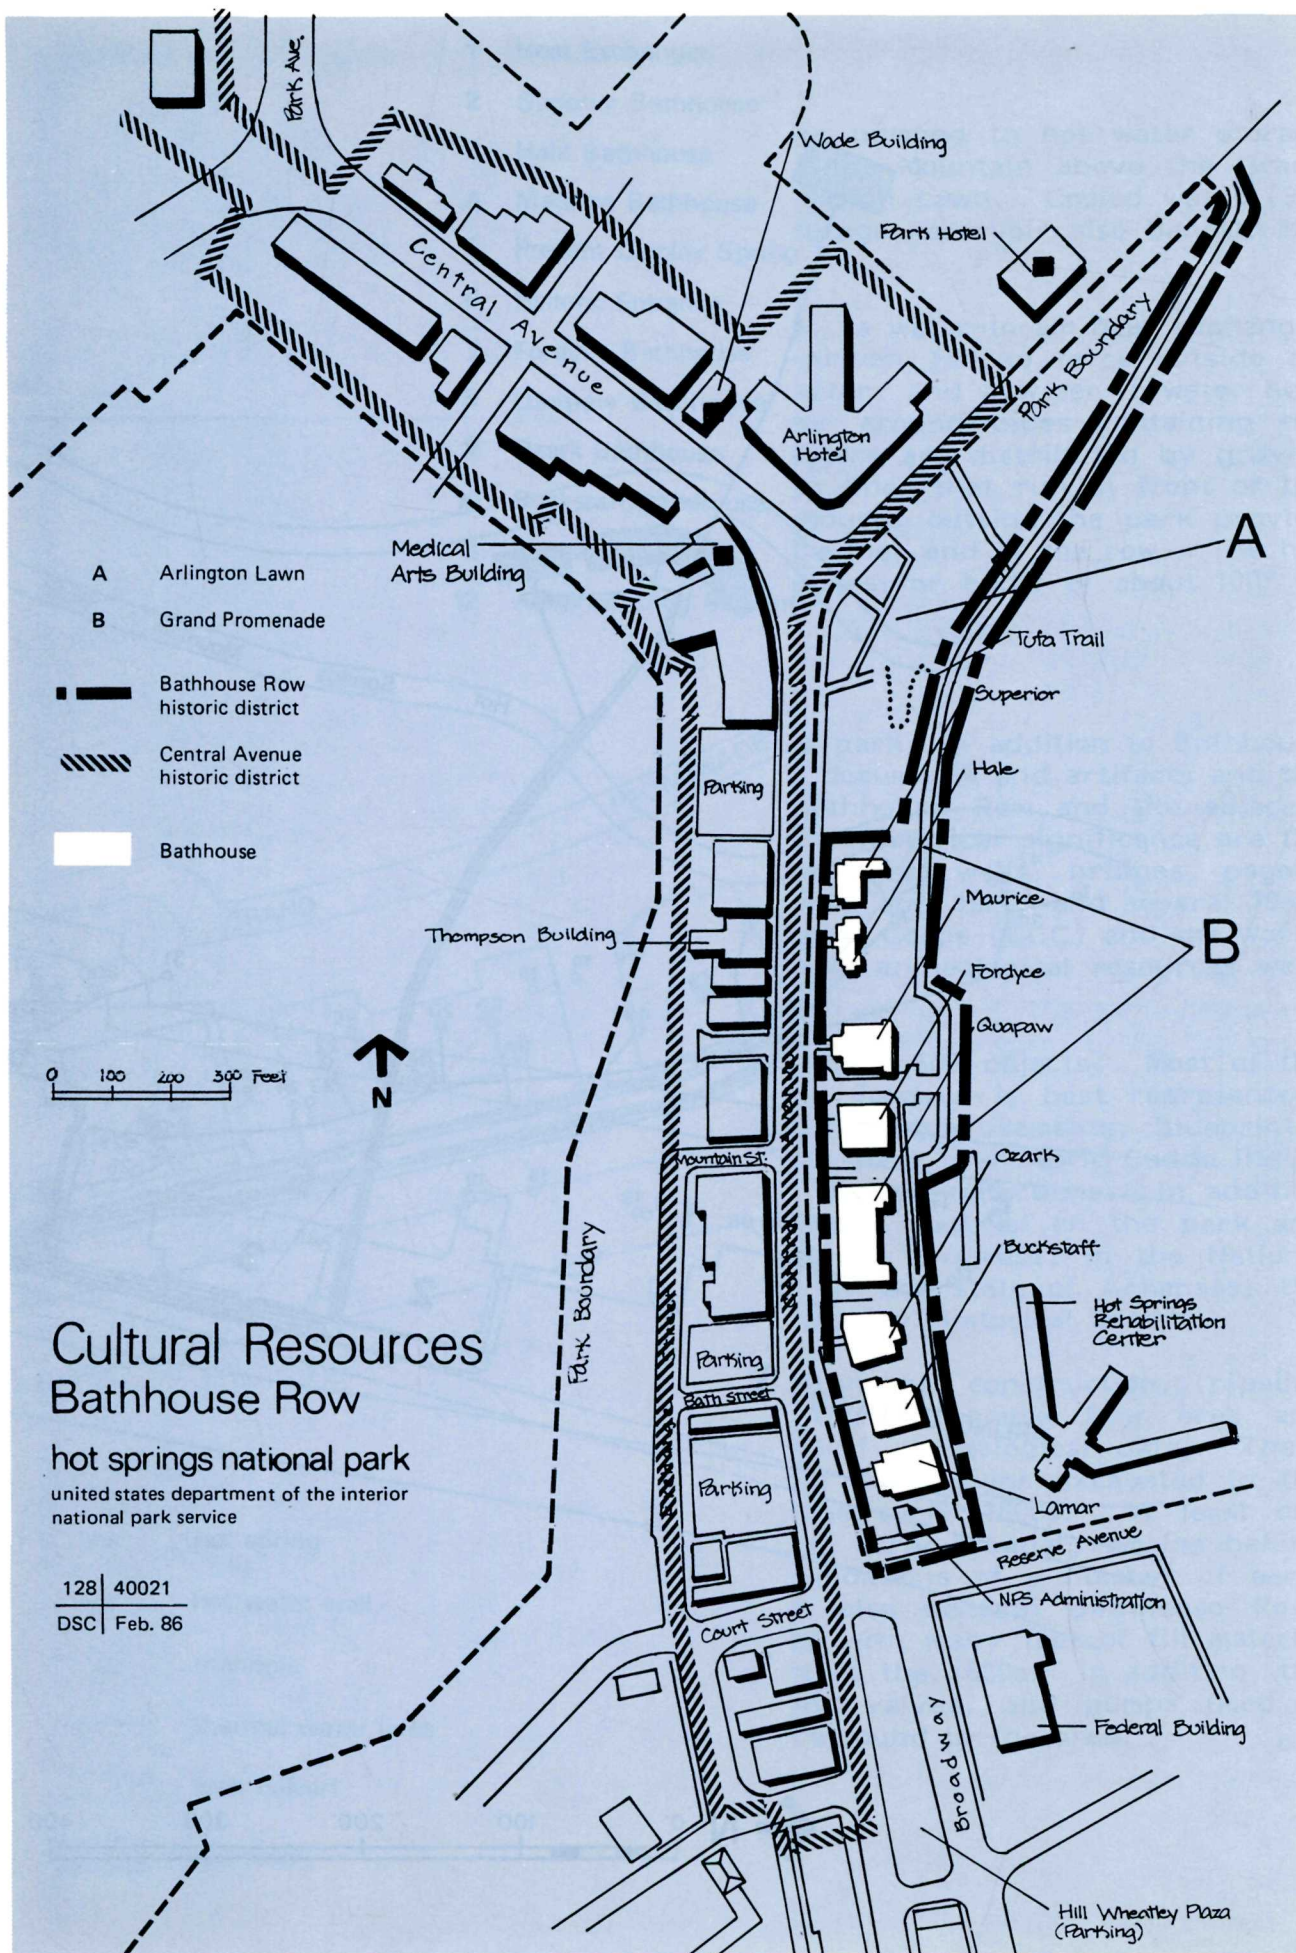 Park Ave.
Wade Building
Park Hotel
Central Avenue
Park Boundary
Arlington
Hotel
Medical
Arts Building
A
A Arlington Lawn
B Grand Promenade
Bathhouse Row
historic district
Central Avenue
historic district
Bathhouse
Tufa Trail
Superior
Hale
Parking
Maurice
Thompson Building
B
Fordyce
Quapaw
0 100 200 300 Feet
N
Mountain St.
Ozark
Buckstaff
Park Boundary
Hot Springs
Rehabilitation
Center
Parking
Bath Street
Cultural Resources
Bathhouse Row
hot springs national park
united states department of the interior
national park service
Parking
Lamar
Reserve Avenue
NPS Administration
128 40021
DSC Feb. 86
Court Street
Broadway
Federal Building
Hill Wheatley Plaza
(Parking)